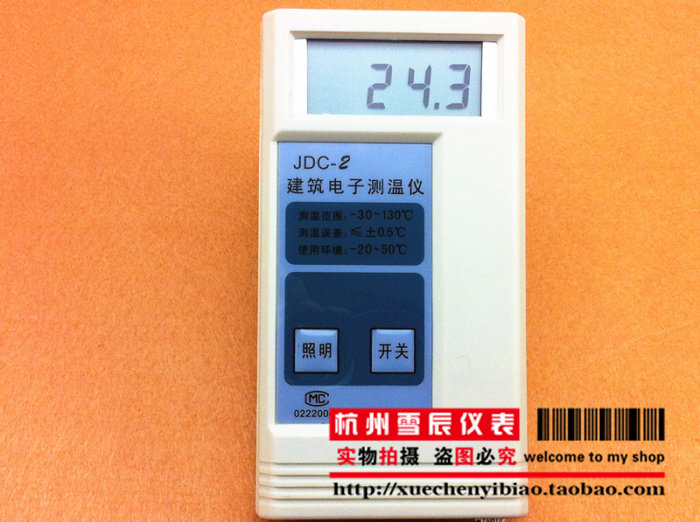 24.3
JDC-2
建筑电子测温仪
测温范围：-30-130℃
测温误差：≤ ±0.5℃
使用环境：-20-50℃
照明 开关
MC
022200
杭州雪辰仪表
实物拍摄 盗图必究 welcome to my shop
http://xuechenyibiao.taobao.com